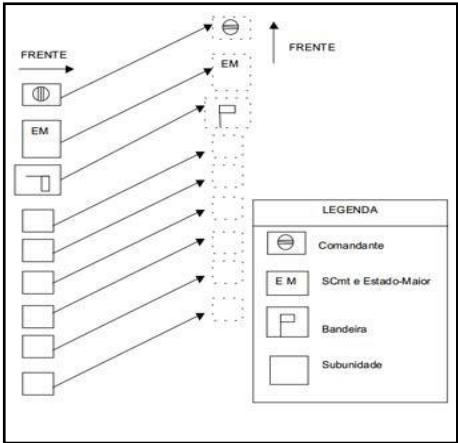 FRENTE
EM
FRENTE
EM
LEGENDA
Comandante
E M
SCmt e Estado-Maior
Bandeira
Subunidade